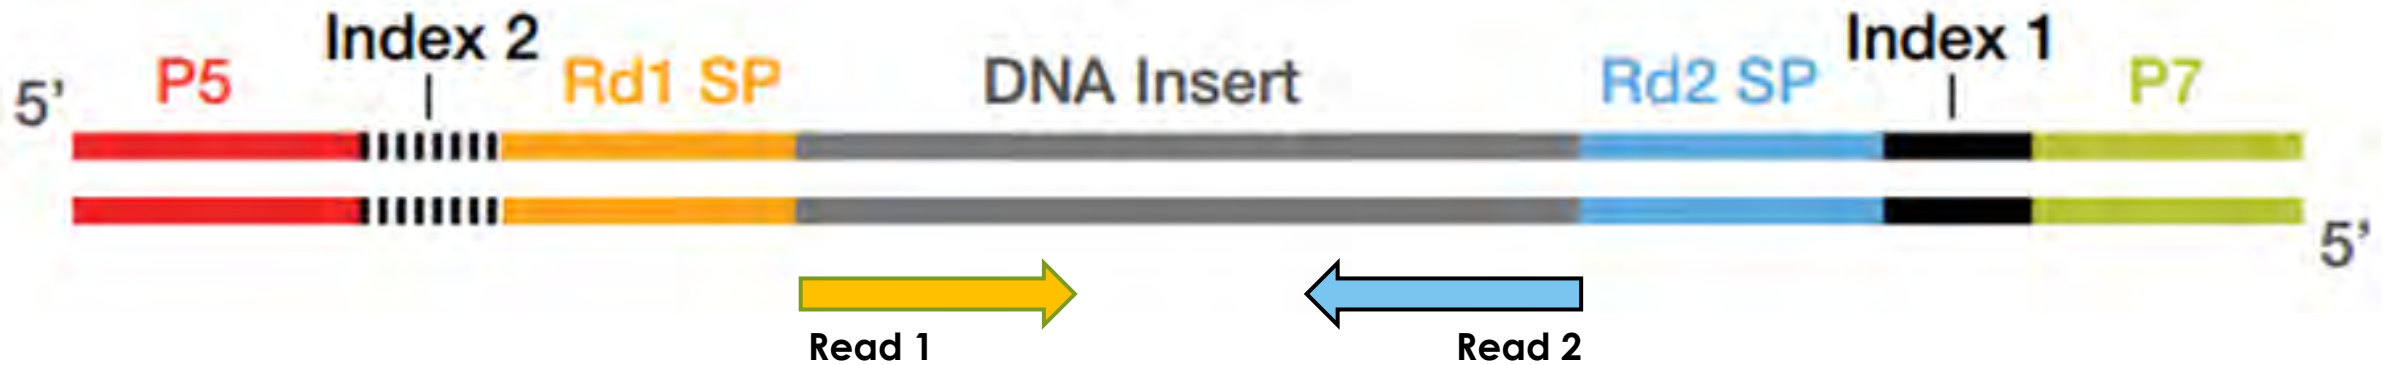 5’ P5 Index 2 Rd1 SP DNA Insert Rd2 SP Index 1 P7
5’
Read 1 Read 2